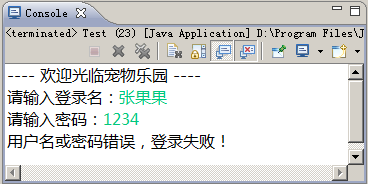 Console
<terminated> Test (23) [Java Application] D:\Program Files\J
---- 欢迎光临宠物乐园 ----
请输入登录名：张果果
请输入密码：1234
用户名或密码错误，登录失败！